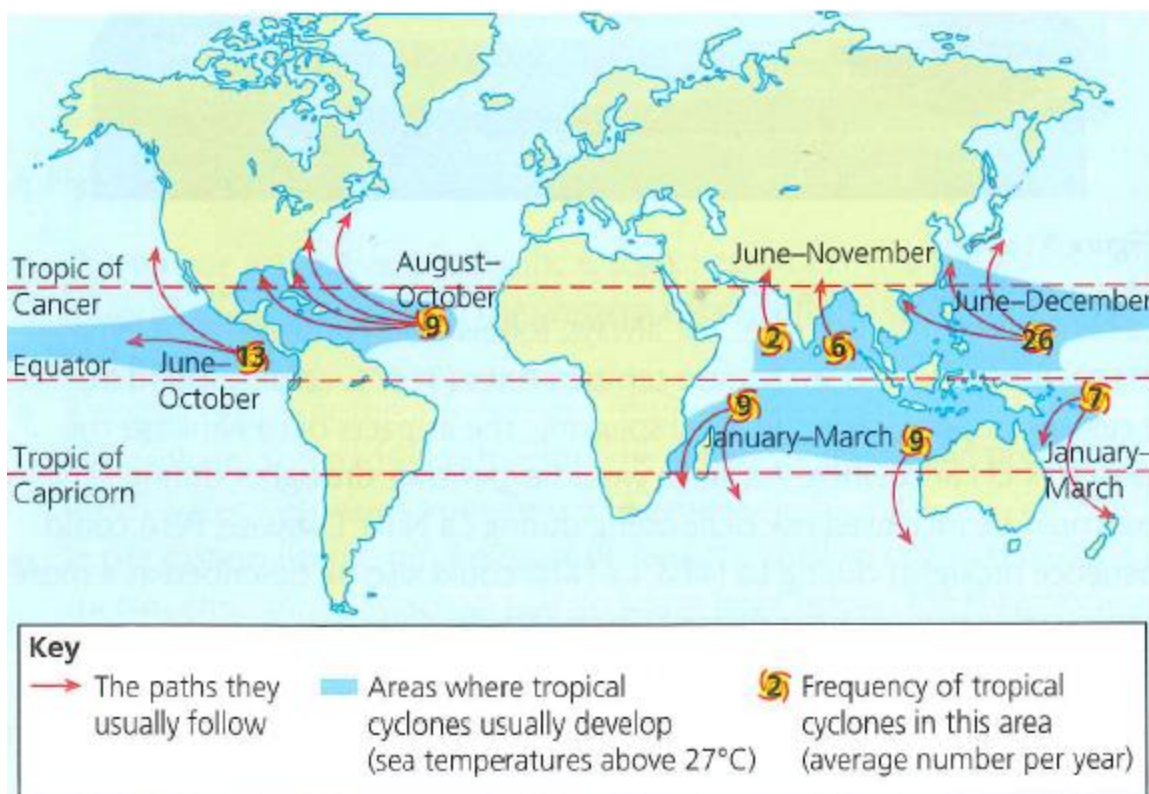 Tropic of
Cancer
August–
October
9
June–November
2
6
June–December
26
Equator
June–
October
13
9
January–March
9
7
January–
March
Tropic of
Capricorn
Key
The paths they
usually follow
Areas where tropical
cyclones usually develop
(sea temperatures above 27°C)
2
Frequency of tropical
cyclones in this area
(average number per year)